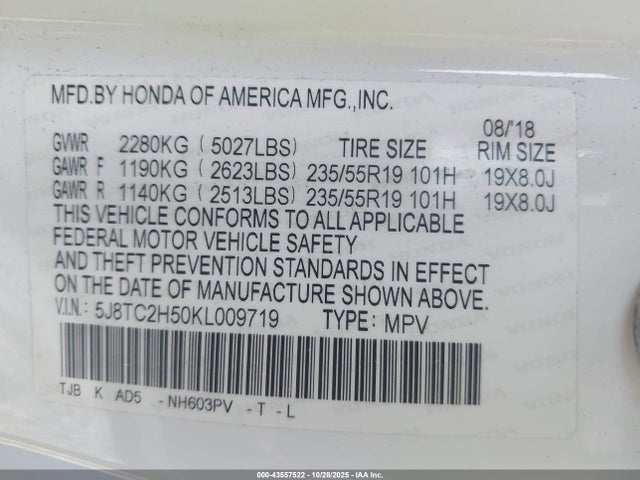 MFD.BY HONDA OF AMERICA MFG.,INC.
08/'18
GVWR 2280KG (5027LBS) TIRE SIZE RIM SIZE
GAWR F 1190KG (2623LBS) 235/55R19 101H 19X8.0J
GAWR R 1140KG (2513LBS) 235/55R19 101H 19X8.0J
THIS VEHICLE CONFORMS TO ALL APPLICABLE
FEDERAL MOTOR VEHICLE SAFETY
AND THEFT PREVENTION STANDARDS IN EFFECT
ON THE DATE OF MANUFACTURE SHOWN ABOVE.
V.I.N.: 5J8TC2H50KL009719 TYPE: MPV
TJB K AD5 -NH603PV -T -L
000-43557522 | 10/28/2025 | IAA Inc.